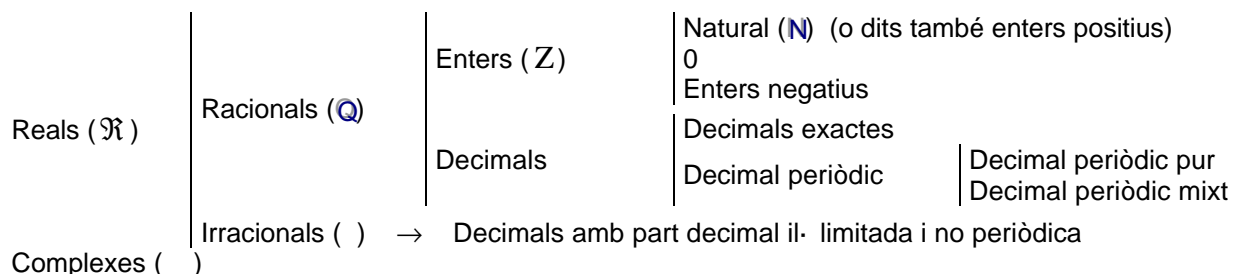 Natural (N) (o dits també enters positius)
Enters (Z)
0
Enters negatius
Racionals (Q)
Reals (ℜ)
Decimals exactes
Decimals
Decimal periòdic
Decimal periòdic pur
Decimal periòdic mixt
Irracionals ( ) → Decimals amb part decimal il· limitada i no periòdica
Complexes ( )